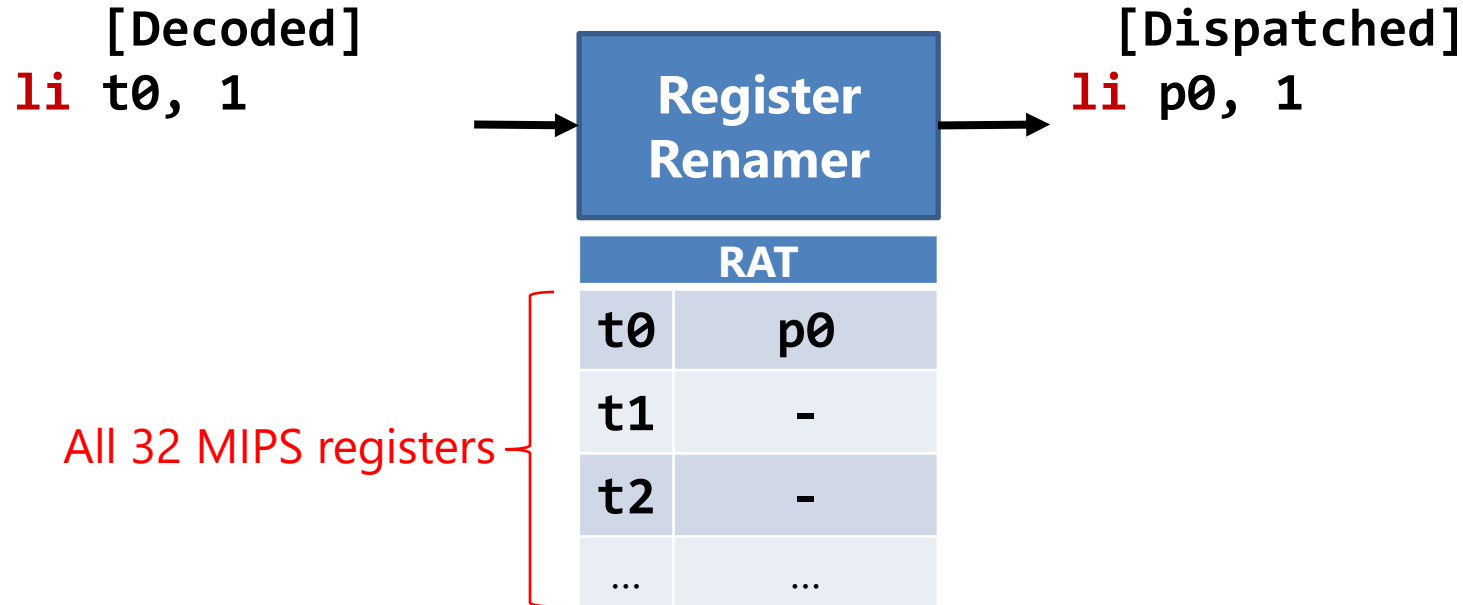 [Decoded]
li t0, 1
Register
Renamer
[Dispatched]
li p0, 1
RAT
t0 p0
t1 -
t2 -
… …
All 32 MIPS registers